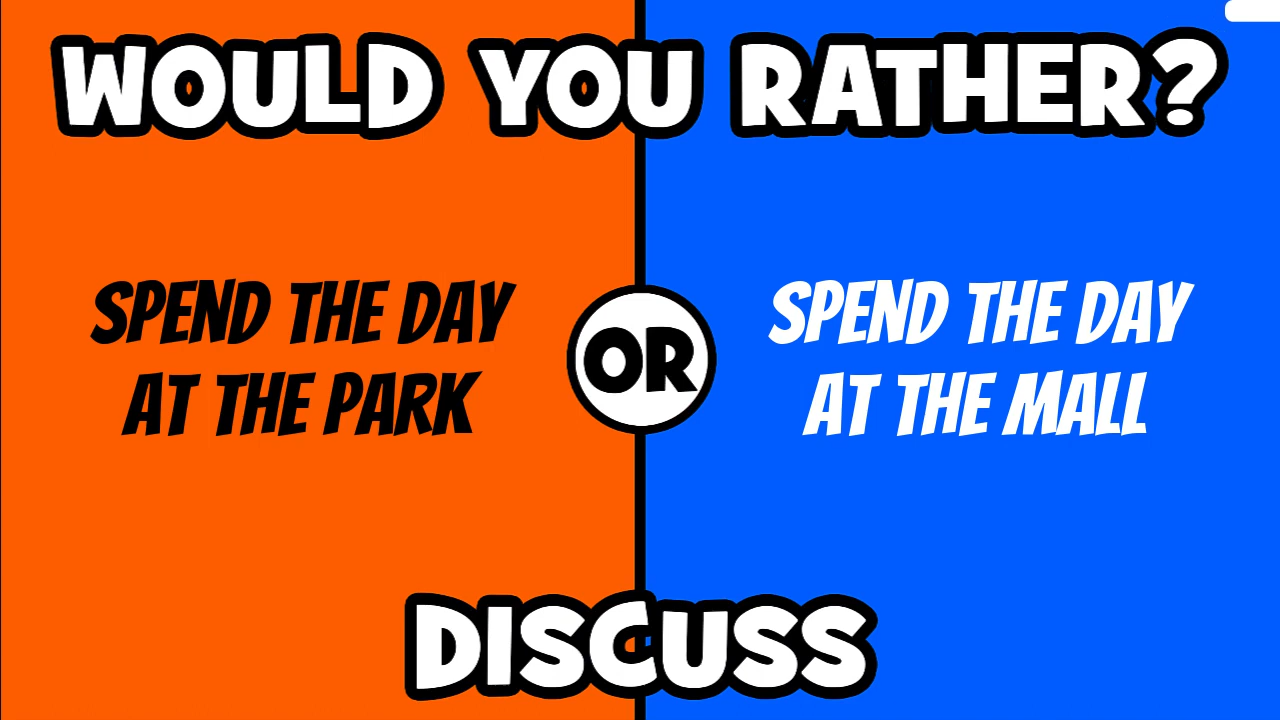 WOULD YOU RATHER?
SPEND THE DAY
AT THE PARK
OR
SPEND THE DAY
AT THE MALL
DISCUSS